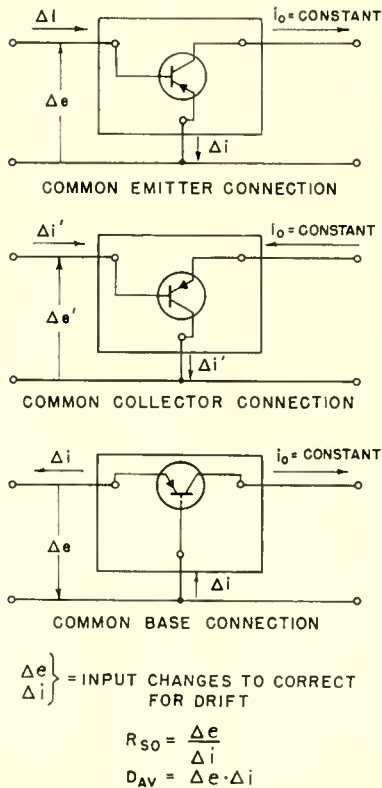 Δi i₀ = CONSTANT
Δe
Δi
COMMON EMITTER CONNECTION
Δi' i₀ = CONSTANT
Δe'
Δi'
COMMON COLLECTOR CONNECTION
Δi i₀ = CONSTANT
Δe
Δi
COMMON BASE CONNECTION
Δe
Δi } = INPUT CHANGES TO CORRECT
FOR DRIFT
R_SO = Δe / Δi
D_AV = Δe · Δi